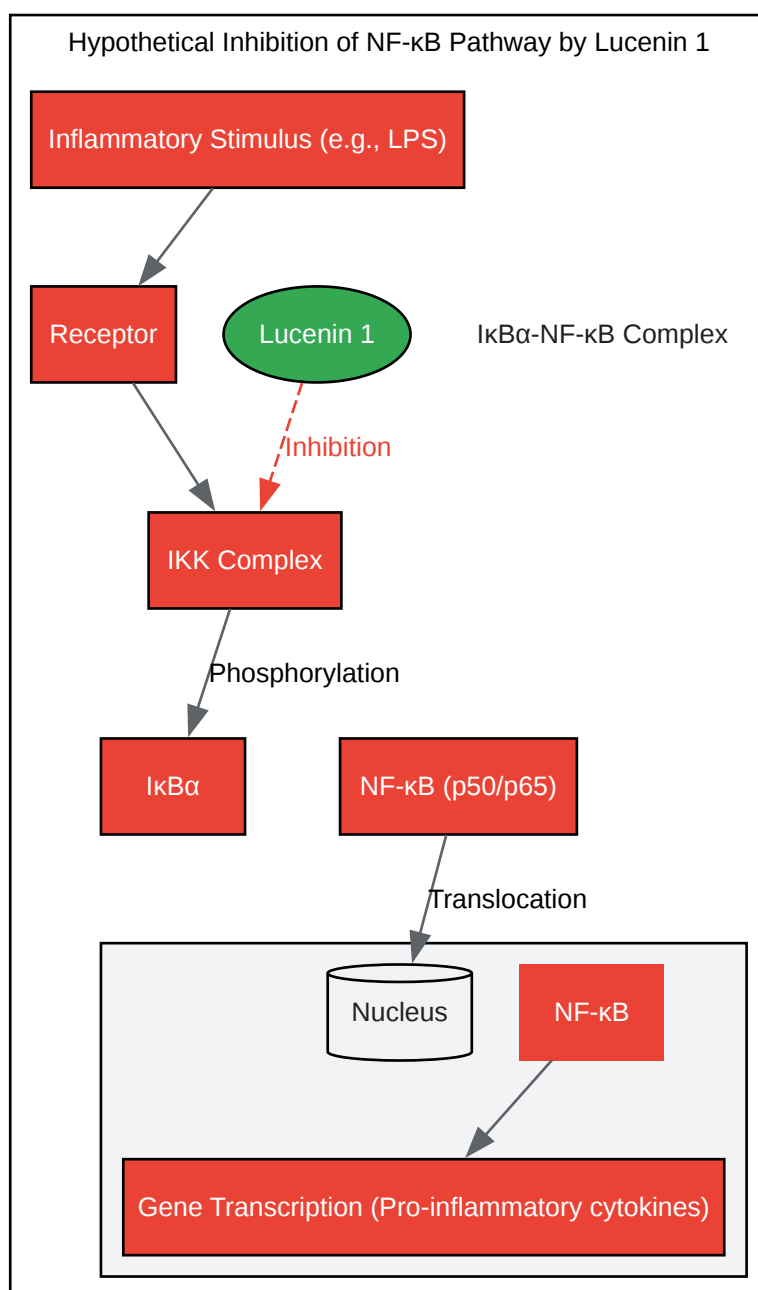 Hypothetical Inhibition of NF-κB Pathway by Lucenin 1
Inflammatory Stimulus (e.g., LPS)
Receptor
Lucenin 1
IκBα-NF-κB Complex
Inhibition
IKK Complex
Phosphorylation
IκBα
NF-κB (p50/p65)
Translocation
Nucleus
NF-κB
Gene Transcription (Pro-inflammatory cytokines)